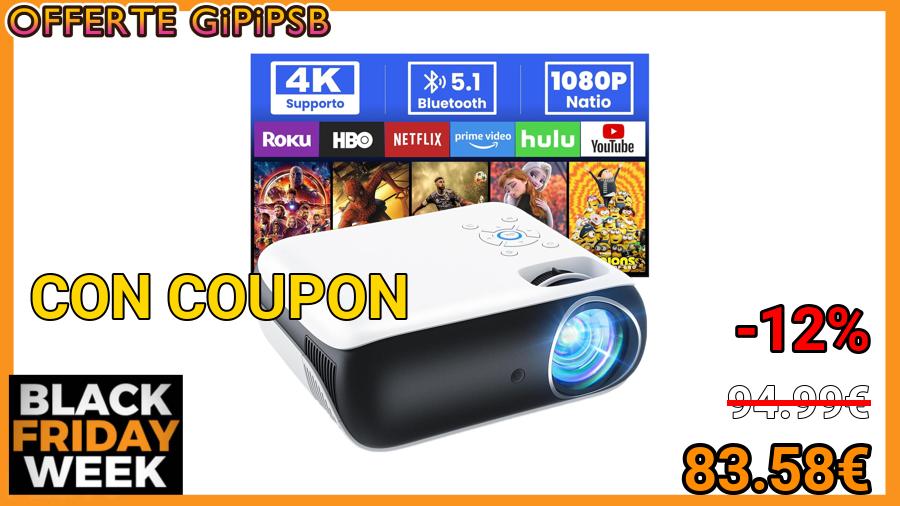 OFFERTE GiPiPSB
4K
Supporto
5.1
Bluetooth
1080P
Natio
ROKU
HBO
NETFLIX
prime video
hulu
YouTube
CON COUPON
-12%
94.99€
83.58€
BLACK
FRIDAY
WEEK